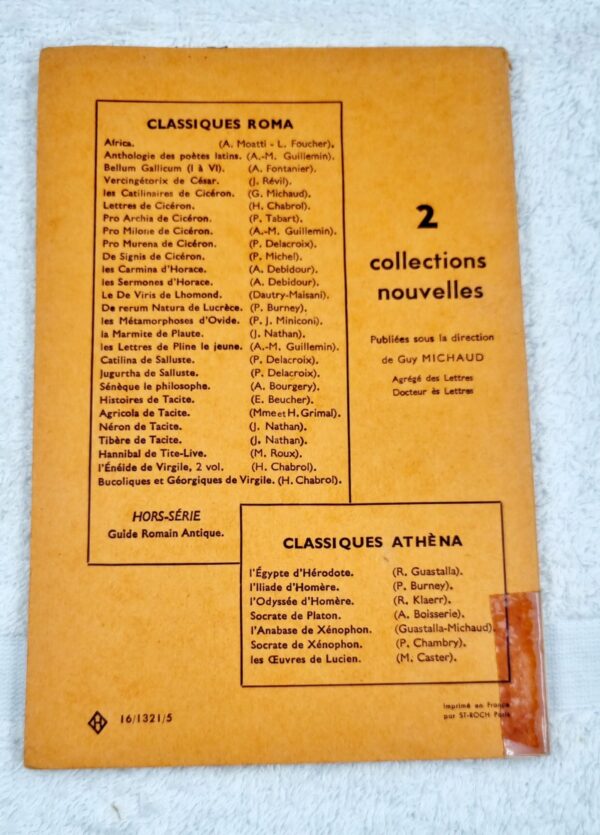 CLASSIQUES ROMA
Africa. (A. Moatti - L. Foucher).
Anthologie des poètes latins. (A.-M. Guillemin).
Bellum Gallicum (I à VI). (A. Fontanier).
Vercingétorix de César. (J. Révil).
les Catilinaires de Cicéron. (G. Michaud).
Lettres de Cicéron. (H. Chabrol).
Pro Archia de Cicéron. (P. Tabart).
Pro Milone de Cicéron. (A.-M. Guillemin).
Pro Murena de Cicéron. (P. Delacroix).
De Signis de Cicéron. (P. Michel).
les Carmina d'Horace. (A. Debidour).
les Sermones d'Horace. (A. Debidour).
Le De Viris de Lhomond. (Dautry-Maisani).
De rerum Natura de Lucrèce. (P. Burney).
les Métamorphoses d'Ovide. (P. J. Miniconi).
la Marmite de Plaute. (J. Nathan).
les Lettres de Pline le jeune. (A.-M. Guillemin).
Catilina de Salluste. (P. Delacroix).
Jugurtha de Salluste. (P. Delacroix).
Sénèque le philosophe. (A. Bourgery).
Histoires de Tacite. (E. Beucher).
Agricola de Tacite. (Mme et H. Grimal).
Néron de Tacite. (J. Nathan).
Tibère de Tacite. (J. Nathan).
Hannibal de Tite-Live. (M. Roux).
l'Énéide de Virgile, 2 vol. (H. Chabrol).
Bucoliques et Géorgiques de Virgile. (H. Chabrol).
HORS-SÉRIE
Guide Romain Antique.
2
collections
nouvelles
Publiées sous la direction
de Guy MICHAUD
Agrégé des Lettres
Docteur ès Lettres
CLASSIQUES ATHÈNA
l'Égypte d'Hérodote. (R. Guastalla).
l'Iliade d'Homère. (P. Burney).
l'Odyssée d'Homère. (R. Klaerr).
Socrate de Platon. (A. Boisserie).
l'Anabase de Xénophon. (Guastalla-Michaud).
Socrate de Xénophon. (P. Chambry).
les Œuvres de Lucien. (M. Caster).
H 16/1321/5
Imprimé en France
par ST-ROCH Paris